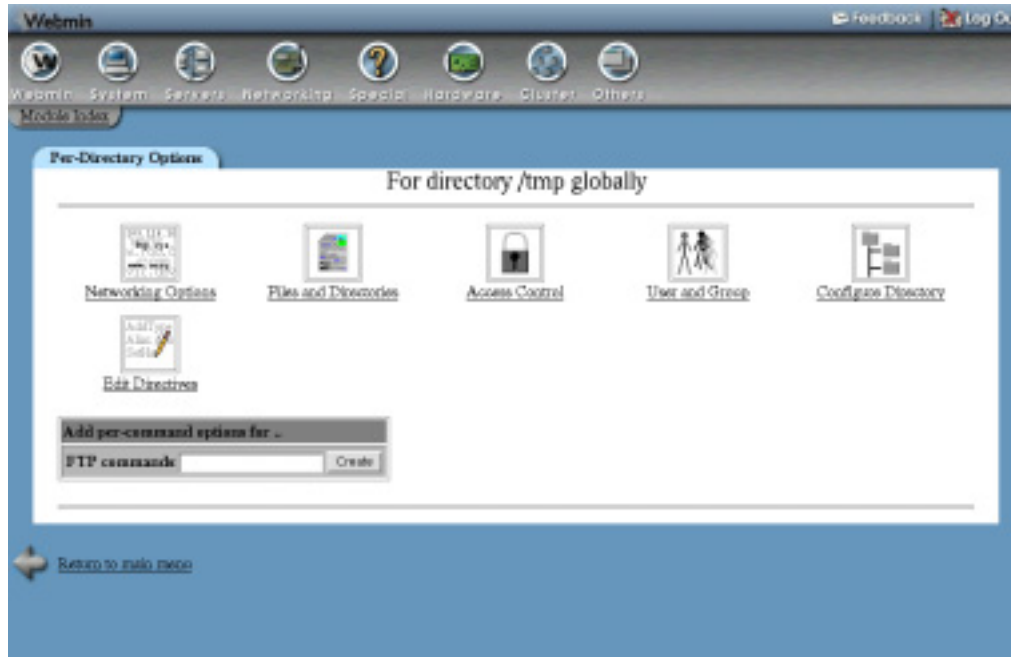 Webmin
Feedback Log Ou
Webmin System Servers Networking Special Hardware Cluster Others
Module Index
Per-Directory Options
For directory /tmp globally
Networking Options Files and Directories Access Control User and Group Configure Directory
Edit Directives
Add per-command options for ..
FTP commands Create
Return to main menu